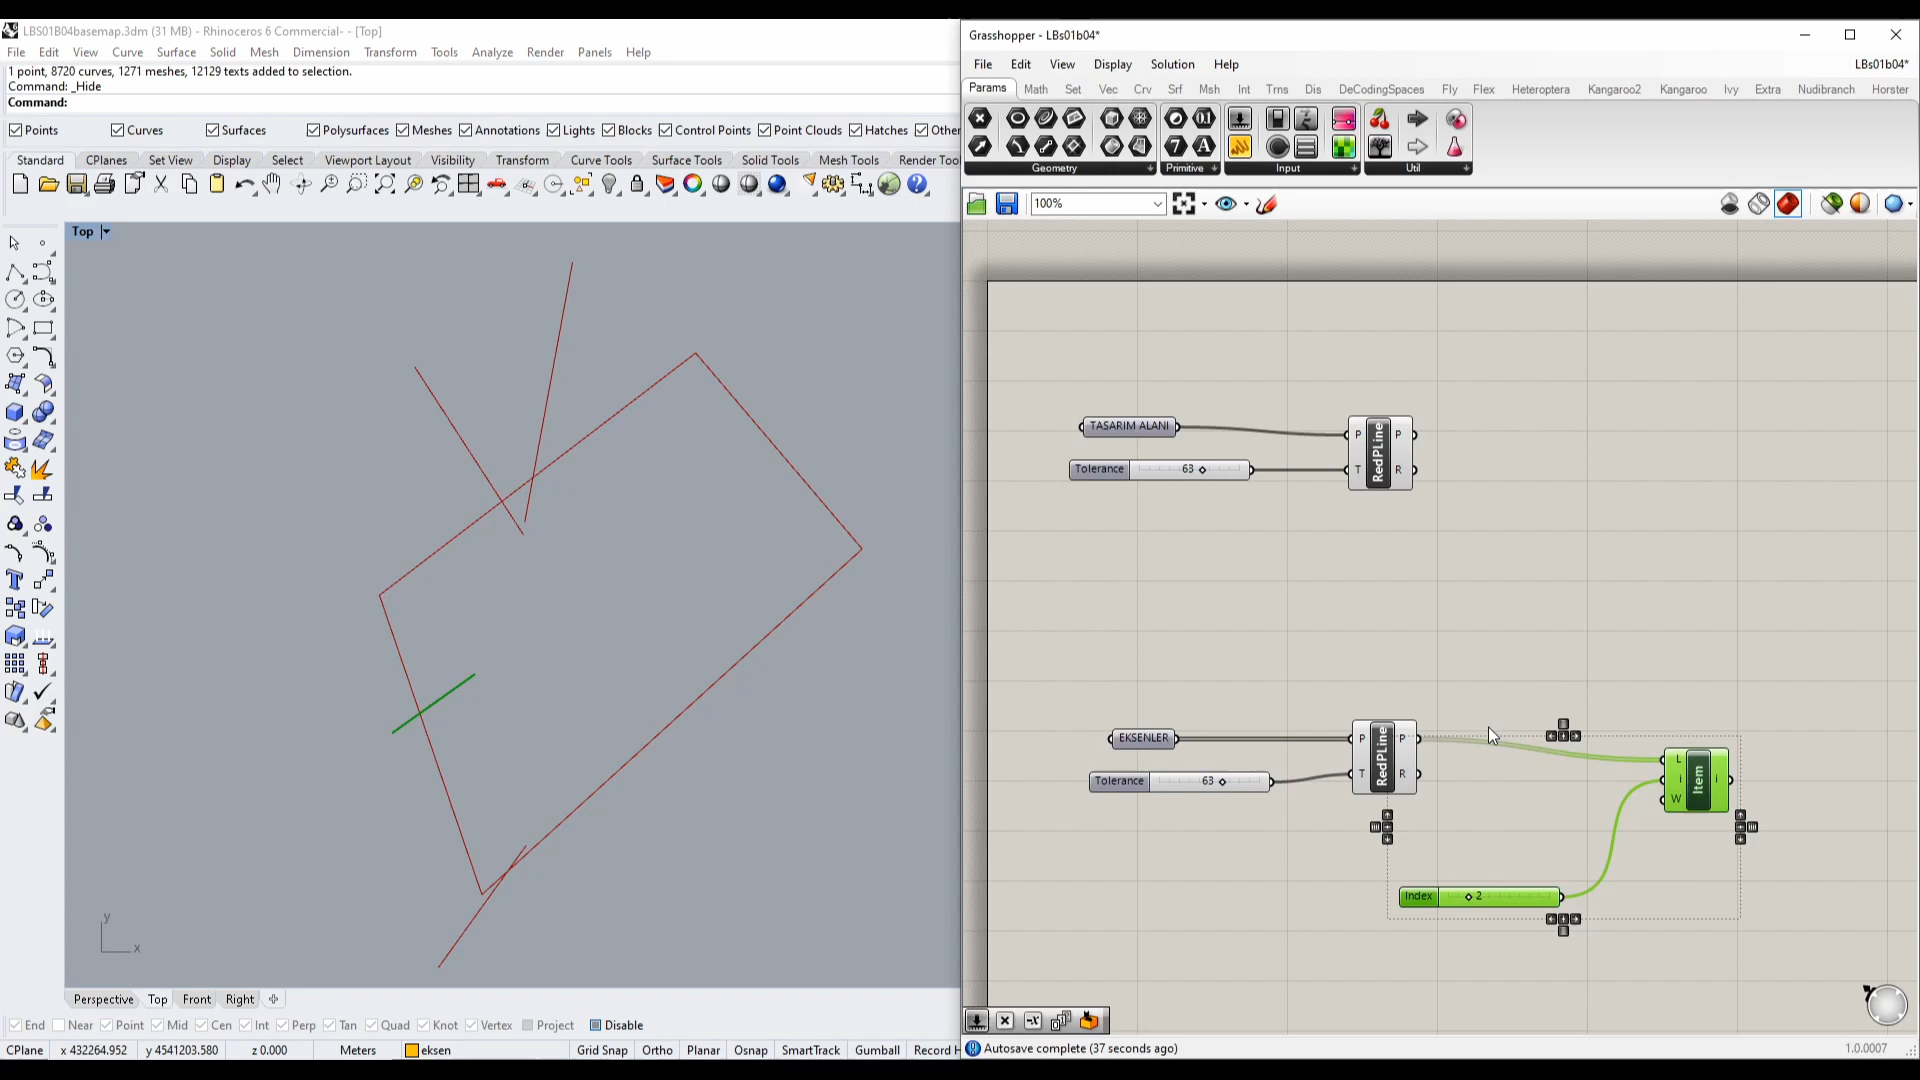 LBS01B04basemap.3dm (31 MB) - Rhinoceros 6 Commercial- - [Top]
File Edit View Curve Surface Solid Mesh Dimension Transform Tools Analyze Render Panels Help
1 point, 8720 curves, 1271 meshes, 12129 texts added to selection.
Command: _Hide
Command:
Points Curves Surfaces Polysurfaces Meshes Annotations Lights Blocks Control Points Point Clouds Hatches Other
Standard CPlanes Set View Display Select Viewport Layout Visibility Transform Curve Tools Surface Tools Solid Tools Mesh Tools Render Too
Top
y
x
Perspective Top Front Right
End Near Point Mid Cen Int Perp Tan Quad Knot Vertex Project Disable
CPlane x 432264.952 y 4541203.580 z 0.000 Meters eksen Grid Snap Ortho Planar Osnap SmartTrack Gumball Record H
Grasshopper - LBs01b04*
File Edit View Display Solution Help LBs01b04*
Params Math Set Vec Crv Srf Msh Int Trns Dis DeCodingSpaces Fly Flex Heteroptera Kangaroo2 Kangaroo Ivy Extra Nudibranch Horster
Geometry Primitive Input Util
100%
TASARIM ALANI
Tolerance 63
P T RedPLine P R
EKSENLER
Tolerance 63
P T RedPLine P R
L i W Item i
Index 2
Autosave complete (37 seconds ago) 1.0.0007